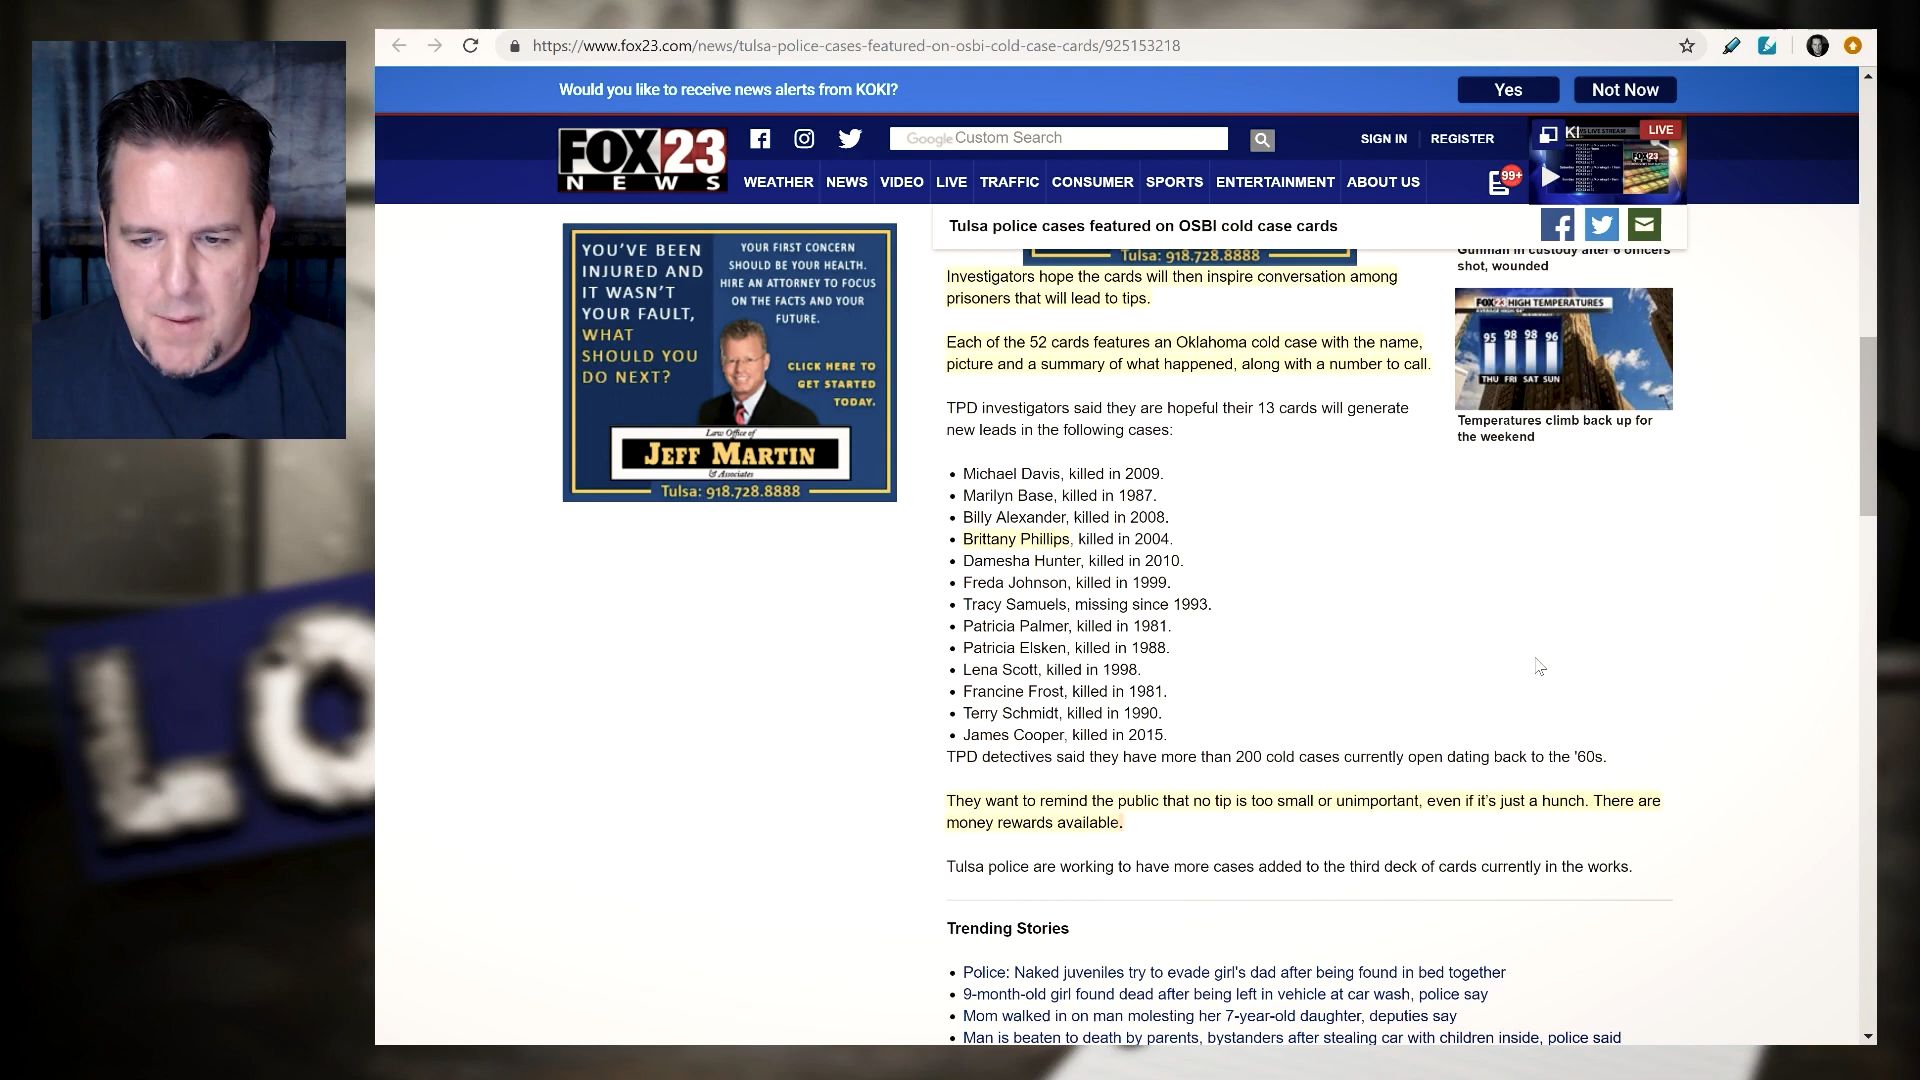 https://www.fox23.com/news/tulsa-police-cases-featured-on-osbi-cold-case-cards/925153218
Would you like to receive news alerts from KOKI?
Yes
Not Now
FOX23
NEWS
Google Custom Search
SIGN IN
REGISTER
KI
LIVE
WEATHER
NEWS
VIDEO
LIVE
TRAFFIC
CONSUMER
SPORTS
ENTERTAINMENT
ABOUT US
99+
Tulsa police cases featured on OSBI cold case cards
YOU'VE BEEN
INJURED AND
IT WASN'T
YOUR FAULT,
WHAT
SHOULD YOU
DO NEXT?
YOUR FIRST CONCERN
SHOULD BE YOUR HEALTH.
HIRE AN ATTORNEY TO FOCUS
ON THE FACTS AND YOUR
FUTURE.
CLICK HERE TO
GET STARTED
TODAY.
Law Office of
JEFF MARTIN
& Associates
Tulsa: 918.728.8888
Tulsa: 918.728.8888
Investigators hope the cards will then inspire conversation among
prisoners that will lead to tips.
Each of the 52 cards features an Oklahoma cold case with the name,
picture and a summary of what happened, along with a number to call.
TPD investigators said they are hopeful their 13 cards will generate
new leads in the following cases:
• Michael Davis, killed in 2009.
• Marilyn Base, killed in 1987.
• Billy Alexander, killed in 2008.
• Brittany Phillips, killed in 2004.
• Damesha Hunter, killed in 2010.
• Freda Johnson, killed in 1999.
• Tracy Samuels, missing since 1993.
• Patricia Palmer, killed in 1981.
• Patricia Elsken, killed in 1988.
• Lena Scott, killed in 1998.
• Francine Frost, killed in 1981.
• Terry Schmidt, killed in 1990.
• James Cooper, killed in 2015.
TPD detectives said they have more than 200 cold cases currently open dating back to the '60s.
They want to remind the public that no tip is too small or unimportant, even if it's just a hunch. There are
money rewards available.
Tulsa police are working to have more cases added to the third deck of cards currently in the works.
Trending Stories
• Police: Naked juveniles try to evade girl's dad after being found in bed together
• 9-month-old girl found dead after being left in vehicle at car wash, police say
• Mom walked in on man molesting her 7-year-old daughter, deputies say
• Man is beaten to death by parents, bystanders after stealing car with children inside, police said
Gunman in custody after 6 officers
shot, wounded
FOX23 HIGH TEMPERATURES
95 98 98 96
THU FRI SAT SUN
Temperatures climb back up for
the weekend
LO